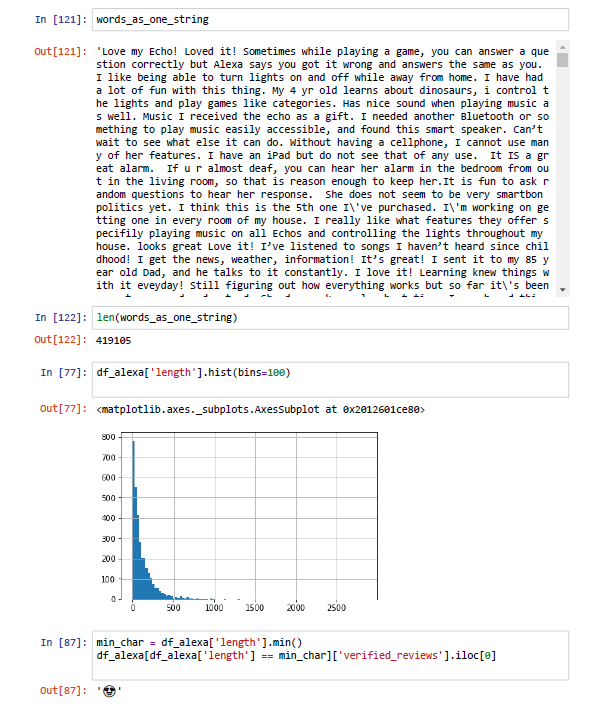 In [121]: words_as_one_string
Out[121]: 'Love my Echo! Loved it! Sometimes while playing a game, you can answer a que
stion correctly but Alexa says you got it wrong and answers the same as you.
I like being able to turn lights on and off while away from home. I have had
a lot of fun with this thing. My 4 yr old learns about dinosaurs, i control t
he lights and play games like categories. Has nice sound when playing music a
s well. Music I received the echo as a gift. I needed another Bluetooth or so
mething to play music easily accessible, and found this smart speaker. Can’t
wait to see what else it can do. Without having a cellphone, I cannot use man
y of her features. I have an iPad but do not see that of any use.  It IS a gr
eat alarm.  If u r almost deaf, you can hear her alarm in the bedroom from ou
t in the living room, so that is reason enough to keep her.It is fun to ask r
andom questions to hear her response.  She does not seem to be very smartbon
politics yet. I think this is the 5th one I\'ve purchased. I\'m working on ge
tting one in every room of my house. I really like what features they offer s
pecifily playing music on all Echos and controlling the lights throughout my
house. looks great Love it! I’ve listened to songs I haven’t heard since chil
dhood! I get the news, weather, information! It’s great! I sent it to my 85 y
ear old Dad, and he talks to it constantly. I love it! Learning knew things w
ith it eveyday! Still figuring out how everything works but so far it\'s been
In [122]: len(words_as_one_string)
Out[122]: 419105
In [77]: df_alexa['length'].hist(bins=100)
Out[77]: <matplotlib.axes._subplots.AxesSubplot at 0x2012601ce80>
800
700
600
500
400
300
200
100
0
0 500 1000 1500 2000 2500
In [87]: min_char = df_alexa['length'].min()
df_alexa[df_alexa['length'] == min_char]['verified_reviews'].iloc[0]
Out[87]: '😍'